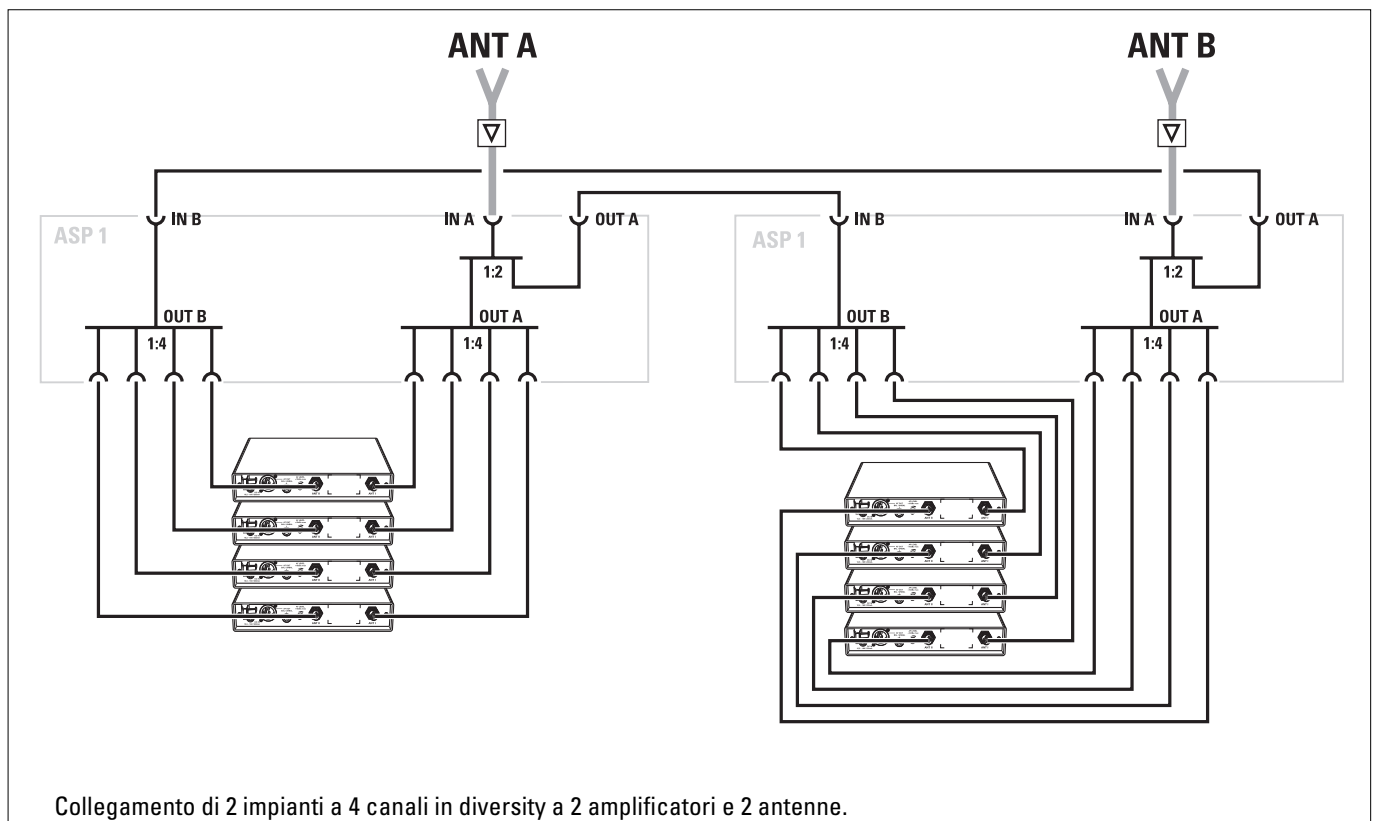 ANT A ANT B
IN B IN A OUT A IN B IN A OUT A
ASP 1 ASP 1
1:2 1:2
OUT B OUT A OUT B OUT A
1:4 1:4 1:4 1:4
Collegamento di 2 impianti a 4 canali in diversity a 2 amplificatori e 2 antenne.